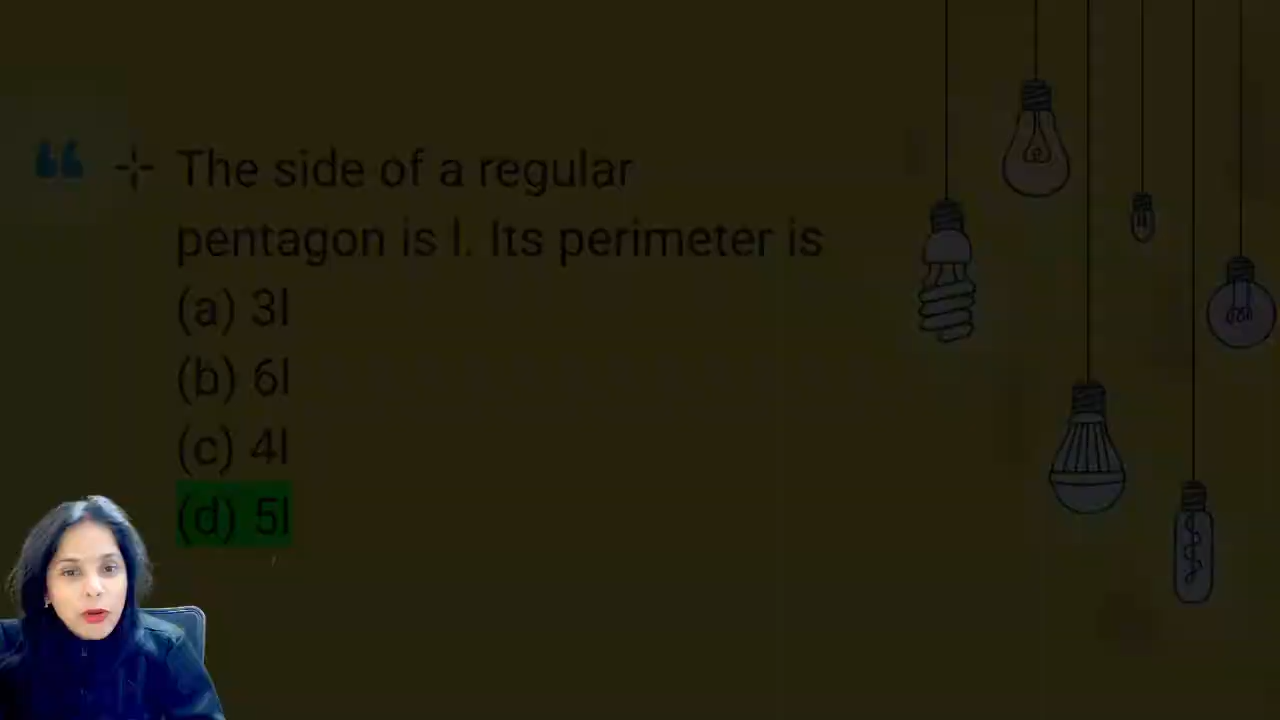 The side of a regular
pentagon is l. Its perimeter is
(a) 3l
(b) 6l
(c) 4l
(d) 5l